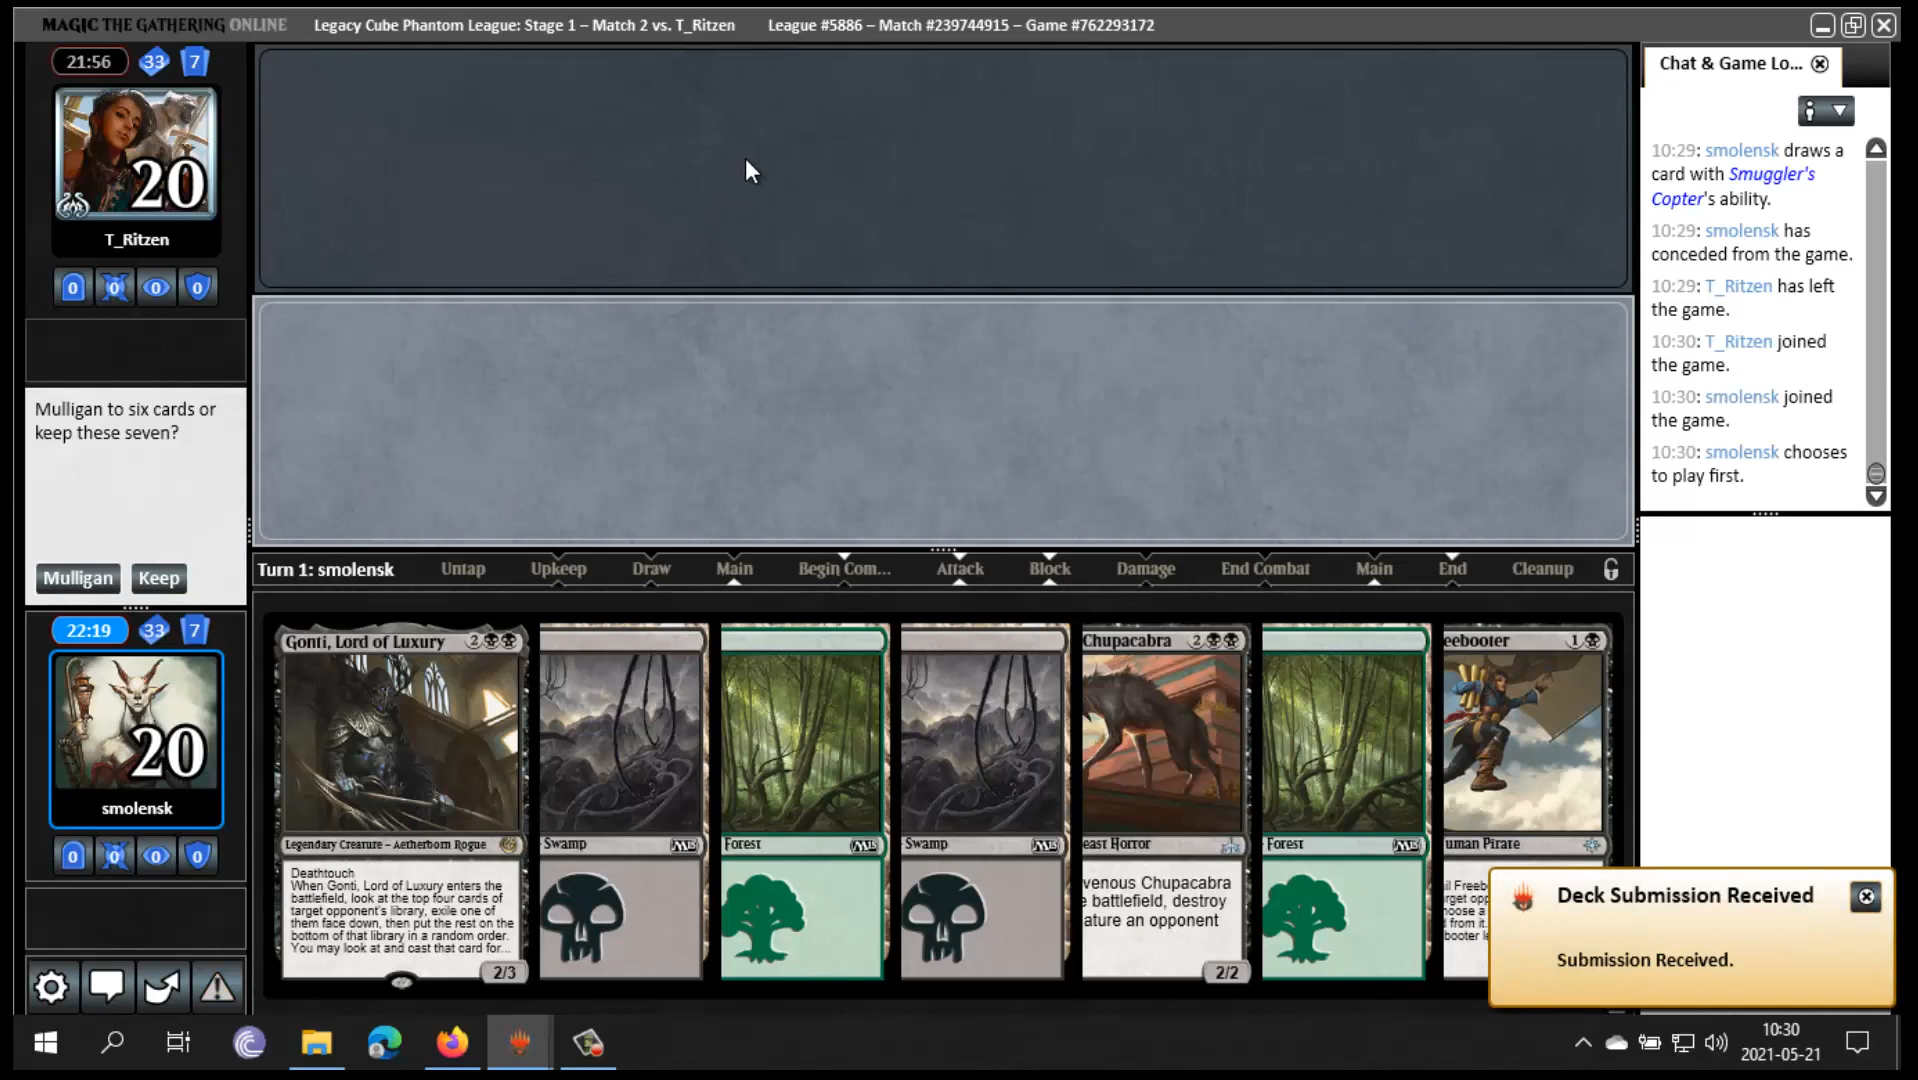 MAGIC THE GATHERING ONLINE
Legacy Cube Phantom League: Stage 1 – Match 2 vs. T_Ritzen
League #5886 – Match #239744915 – Game #762293172
21:56
33
7
20
T_Ritzen
0
0
0
0
Mulligan to six cards or
keep these seven?
Mulligan
Keep
22:19
33
7
20
smolensk
0
0
0
0
Turn 1: smolensk
Untap
Upkeep
Draw
Main
Begin Com...
Attack
Block
Damage
End Combat
Main
End
Cleanup
Gonti, Lord of Luxury
2
Legendary Creature – Aetherborn Rogue
Deathtouch
When Gonti, Lord of Luxury enters the
battlefield, look at the top four cards of
target opponent's library, exile one of
them face down, then put the rest on the
bottom of that library in a random order.
You may look at and cast that card for...
2/3
Swamp
M15
Forest
M15
Swamp
M15
Chupacabra
2
east Horror
venous Chupacabra
battlefield, destroy
ature an opponent
2/2
Forest
M15
eebooter
1
uman Pirate
Chat & Game Lo...
10:29: smolensk draws a
card with Smuggler's
Copter's ability.
10:29: smolensk has
conceded from the game.
10:29: T_Ritzen has left
the game.
10:30: T_Ritzen joined
the game.
10:30: smolensk joined
the game.
10:30: smolensk chooses
to play first.
Deck Submission Received
Submission Received.
10:30
2021-05-21